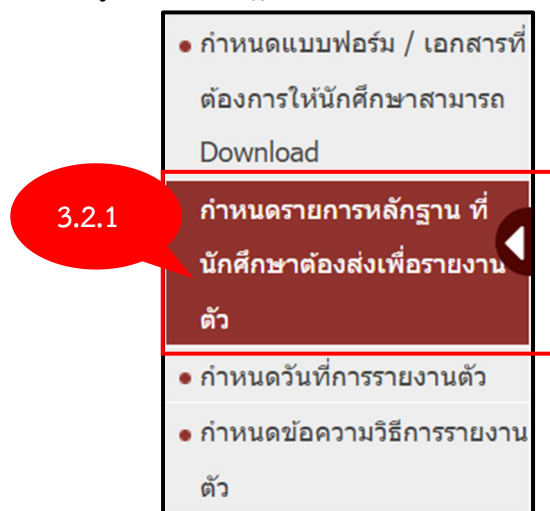 กำหนดแบบฟอร์ม / เอกสารที่
ต้องการให้นักศึกษาสามารถ
Download
3.2.1
กำหนดรายการหลักฐาน ที่
นักศึกษาต้องส่งเพื่อรายงาน
ตัว
กำหนดวันที่การรายงานตัว
กำหนดข้อความวิธีการรายงาน
ตัว